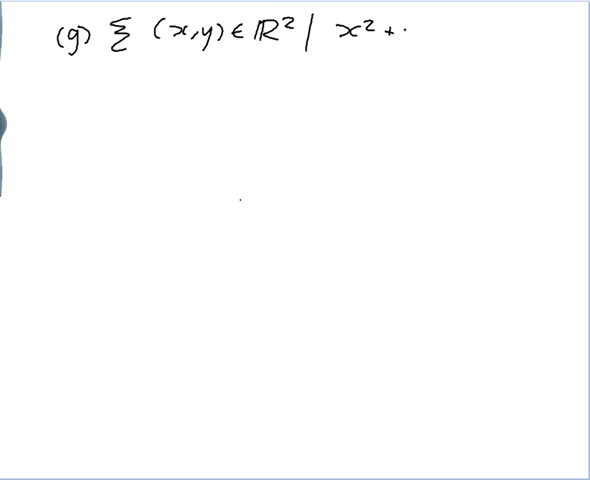 (g) { (x,y) ∈ ℝ² | x² +